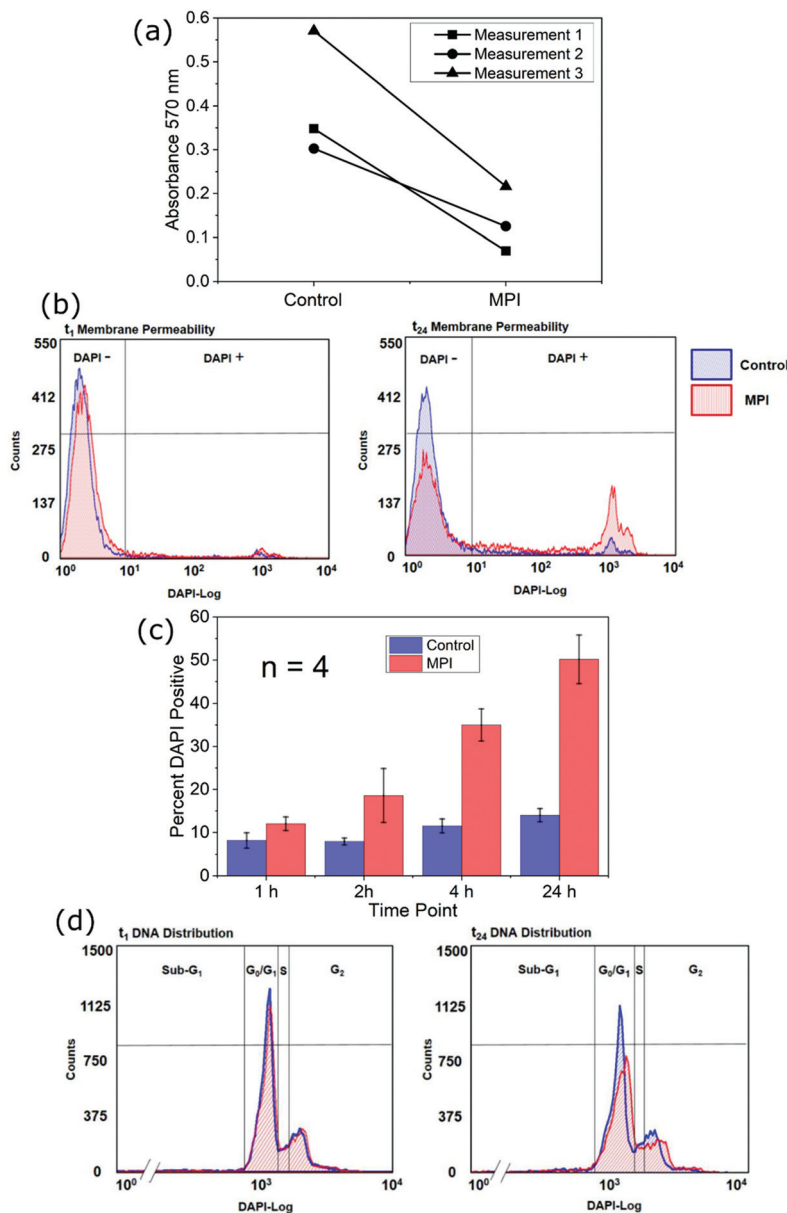 (a)
0.6
0.5
0.4
0.3
0.2
0.1
0.0
Absorbance 570 nm
Measurement 1
Measurement 2
Measurement 3
Control MPI
(b)
t1 Membrane Permeability
550
412
275
137
0
Counts
DAPI - DAPI +
10^0 10^1 10^2 10^3 10^4
DAPI-Log
t24 Membrane Permeability
550
412
275
137
0
Counts
DAPI - DAPI +
10^0 10^1 10^2 10^3 10^4
DAPI-Log
Control
MPI
(c)
60
50
40
30
20
10
0
Percent DAPI Positive
n = 4
Control
MPI
1 h 2h 4 h 24 h
Time Point
(d)
t1 DNA Distribution
1500
1125
750
375
0
Counts
Sub-G1 G0/G1 S G2
10^0 10^3 10^4
DAPI-Log
t24 DNA Distribution
1500
1125
750
375
0
Counts
Sub-G1 G0/G1 S G2
10^0 10^3 10^4
DAPI-Log